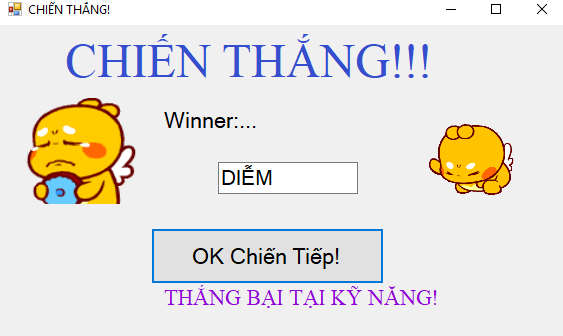 CHIẾN THẮNG!
CHIẾN THẮNG!!!
Winner:...
DIỄM
OK Chiến Tiếp!
THẮNG BẠI TẠI KỸ NĂNG!